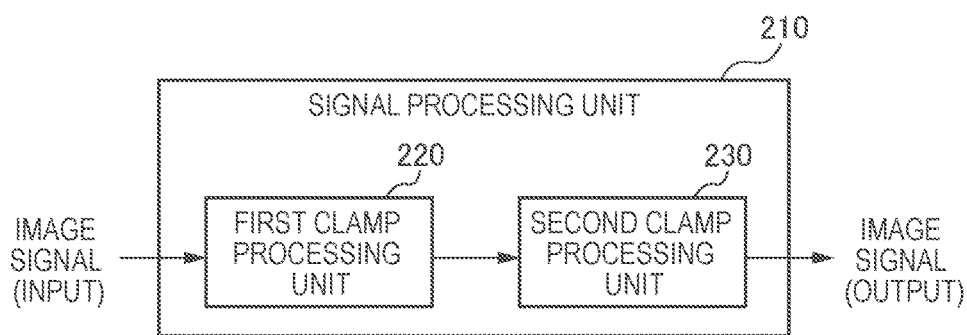 210
SIGNAL PROCESSING UNIT
220
230
IMAGE
SIGNAL
(INPUT)
FIRST CLAMP
PROCESSING
UNIT
SECOND CLAMP
PROCESSING
UNIT
IMAGE
SIGNAL
(OUTPUT)